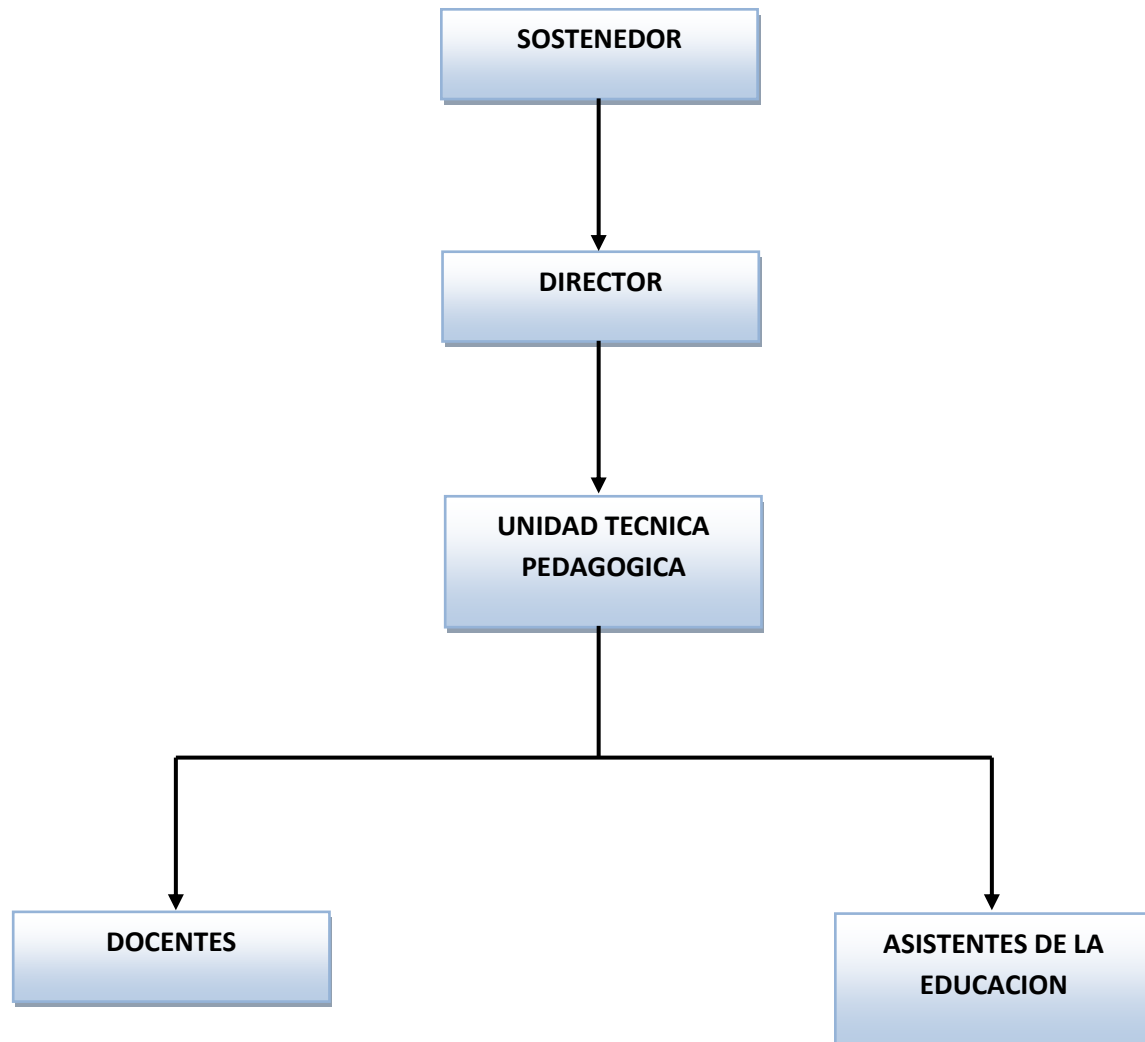 SOSTENEDOR
DIRECTOR
UNIDAD TECNICA
PEDAGOGICA
DOCENTES
ASISTENTES DE LA
EDUCACION